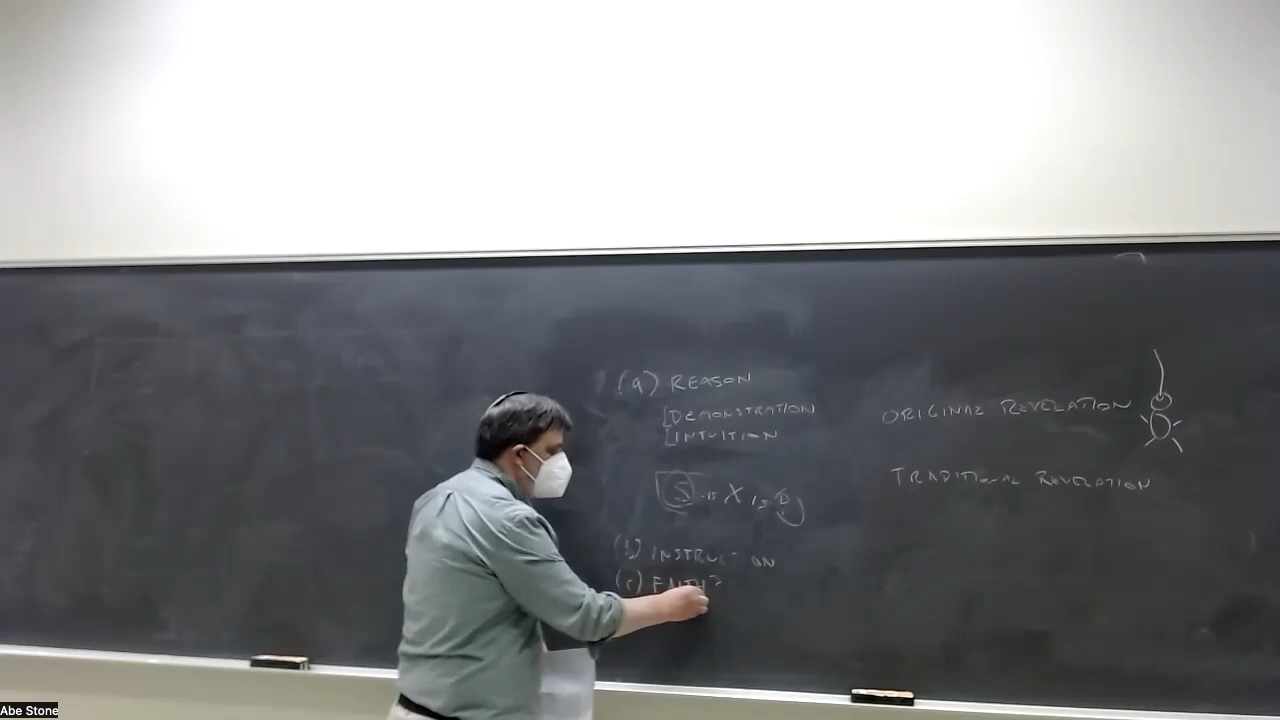 (a) REASON
DEMONSTRATION
INTUITION
S is X is P
(b) INSTRUCTION
(c) FAITH?
ORIGINAL REVELATION
TRADITIONAL REVELATION
Abe Stone